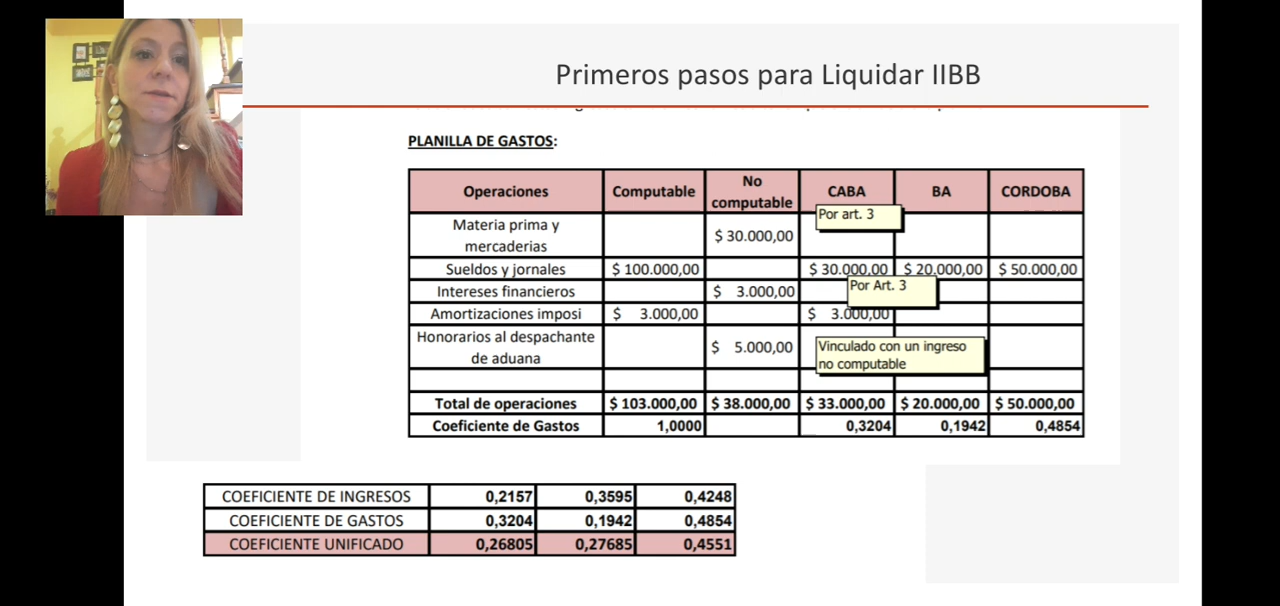 Primeros pasos para Liquidar IIBB
PLANILLA DE GASTOS:
Operaciones Computable No computable CABA BA CORDOBA
Por art. 3
Materia prima y mercaderias $ 30.000,00
Sueldos y jornales $ 100.000,00 $ 30.000,00 $ 20.000,00 $ 50.000,00
Por Art. 3
Intereses financieros $ 3.000,00
Amortizaciones imposi $ 3.000,00 $ 3.000,00
Honorarios al despachante de aduana $ 5.000,00
Vinculado con un ingreso
no computable
Total de operaciones $ 103.000,00 $ 38.000,00 $ 33.000,00 $ 20.000,00 $ 50.000,00
Coeficiente de Gastos 1,0000 0,3204 0,1942 0,4854
COEFICIENTE DE INGRESOS 0,2157 0,3595 0,4248
COEFICIENTE DE GASTOS 0,3204 0,1942 0,4854
COEFICIENTE UNIFICADO 0,26805 0,27685 0,4551